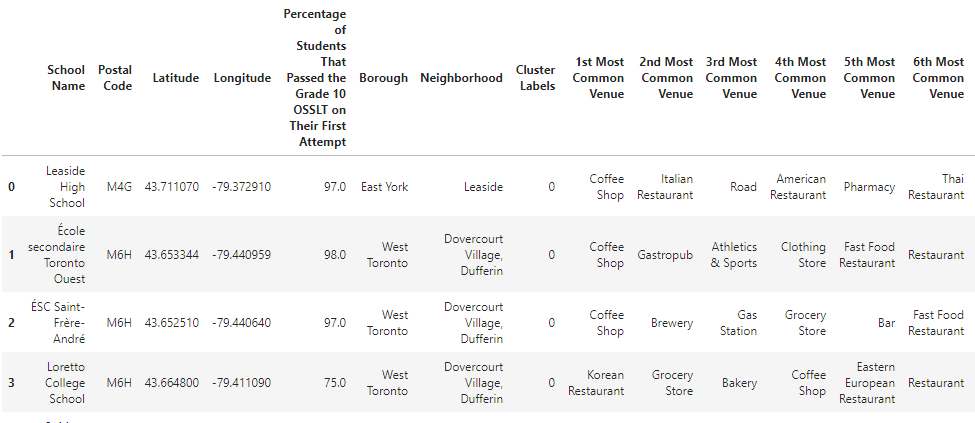 School Name Postal Code Latitude Longitude Percentage of Students That Passed the Grade 10 OSSLT on Their First Attempt Borough Neighborhood Cluster Labels 1st Most Common Venue 2nd Most Common Venue 3rd Most Common Venue 4th Most Common Venue 5th Most Common Venue 6th Most Common Venue
0 Leaside High School M4G 43.711070 -79.372910 97.0 East York Leaside 0 Coffee Shop Italian Restaurant Road American Restaurant Pharmacy Thai Restaurant
1 École secondaire Toronto Ouest M6H 43.653344 -79.440959 98.0 West Toronto Dovercourt Village, Dufferin 0 Coffee Shop Gastropub Athletics & Sports Clothing Store Fast Food Restaurant Restaurant
2 ÉSC Saint-Frère-André M6H 43.652510 -79.440640 97.0 West Toronto Dovercourt Village, Dufferin 0 Coffee Shop Brewery Gas Station Grocery Store Bar Fast Food Restaurant
3 Loretto College School M6H 43.664800 -79.411090 75.0 West Toronto Dovercourt Village, Dufferin 0 Korean Restaurant Grocery Store Bakery Coffee Shop Eastern European Restaurant Restaurant